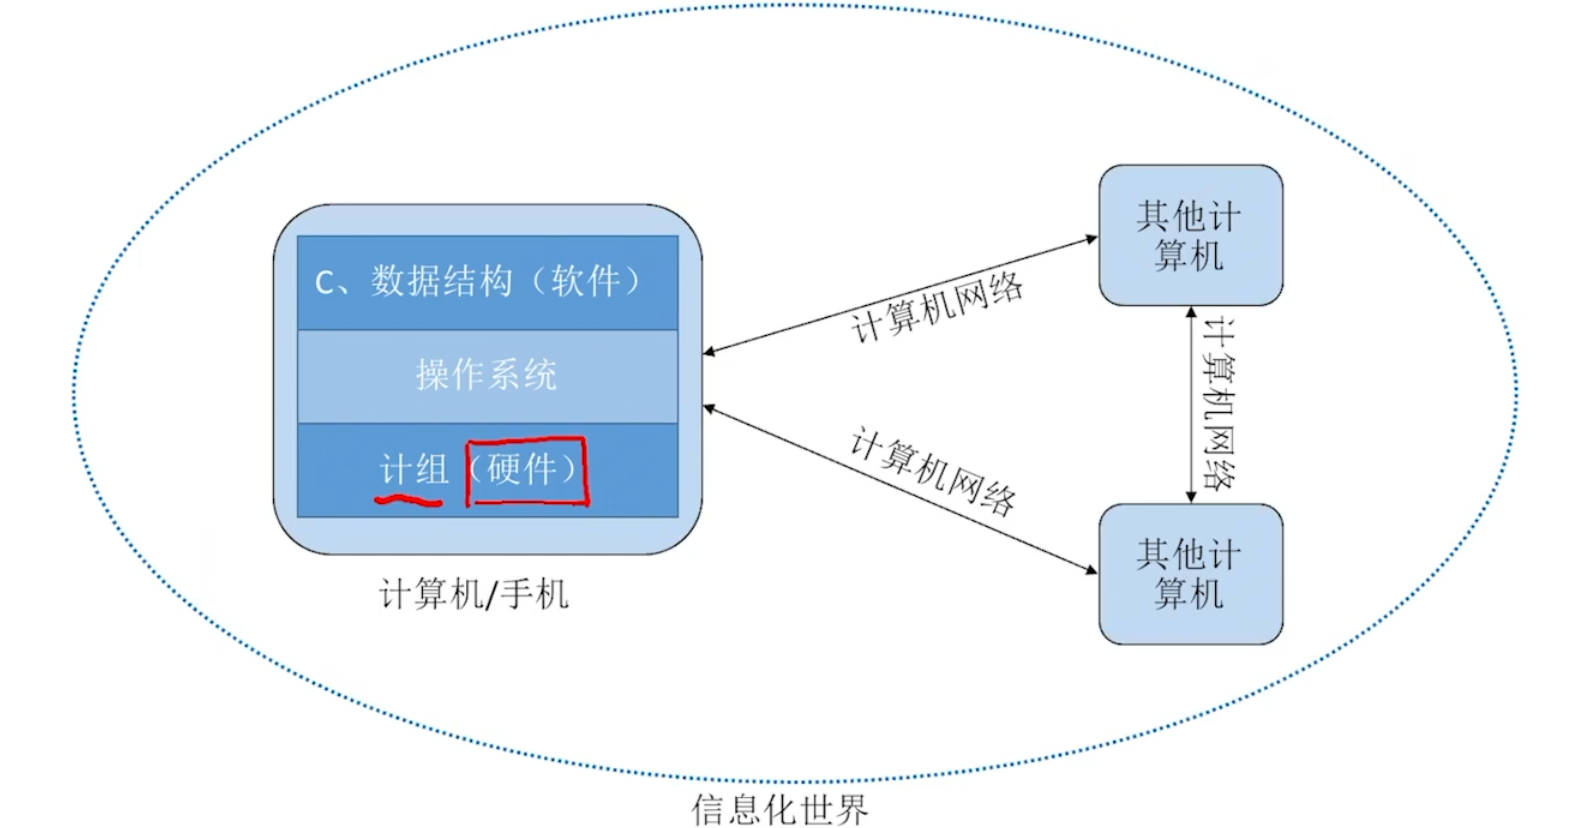 C、数据结构（软件）
操作系统
计组（硬件）
计算机/手机
计算机网络
计算机网络
其他计
算机
计算机网络
其他计
算机
信息化世界